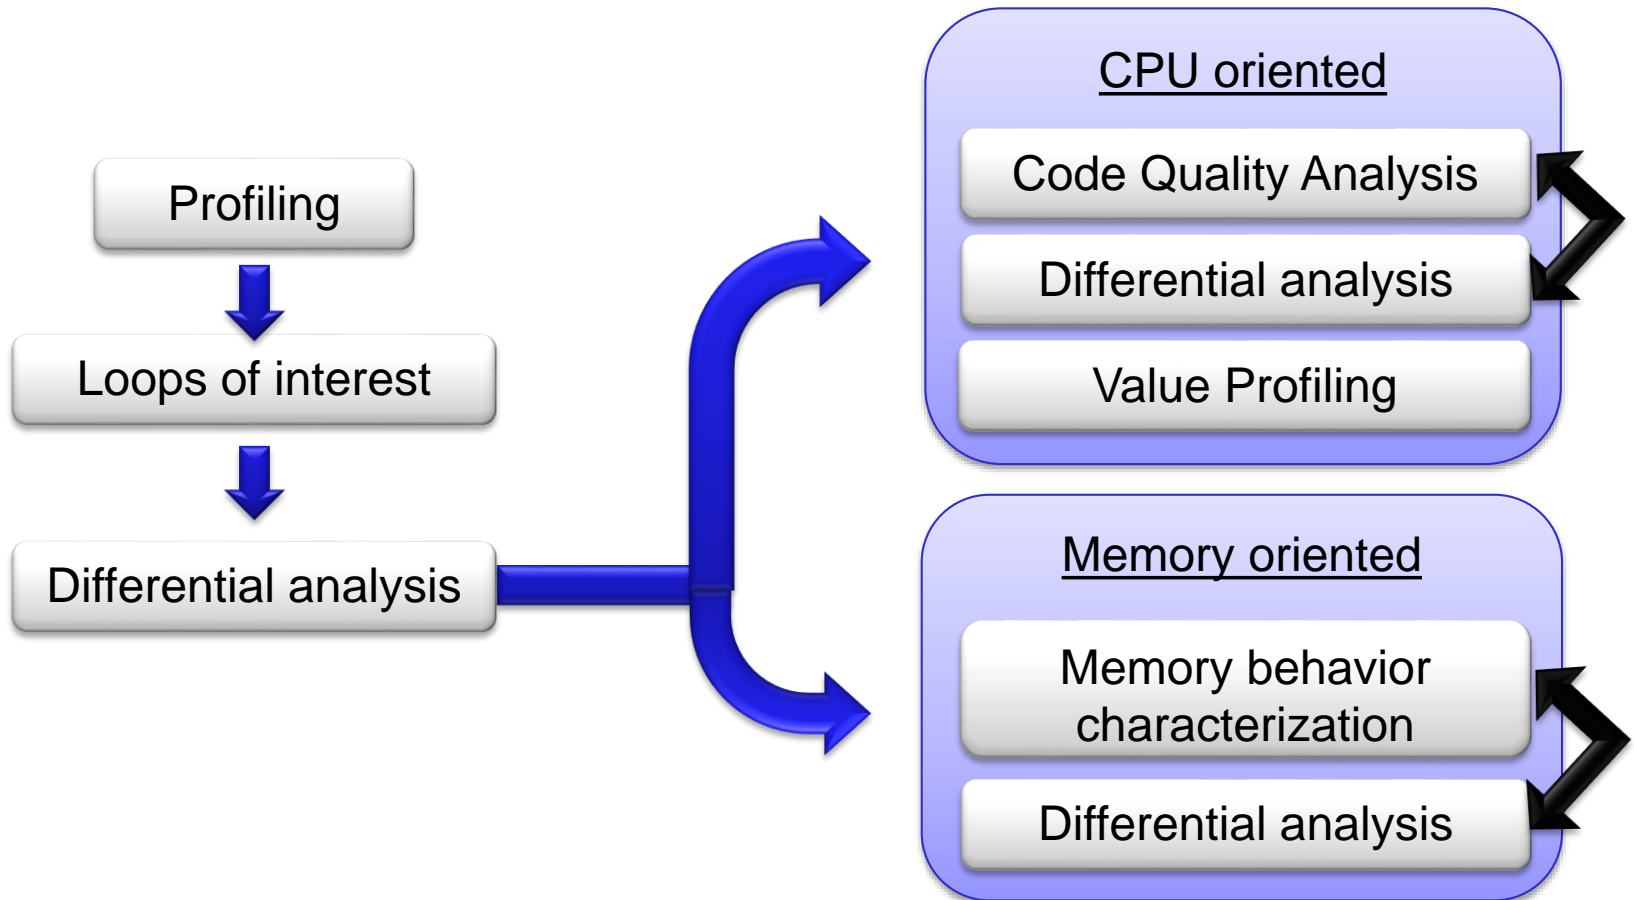 Profiling
Loops of interest
Differential analysis
CPU oriented
Code Quality Analysis
Differential analysis
Value Profiling
Memory oriented
Memory behavior
characterization
Differential analysis